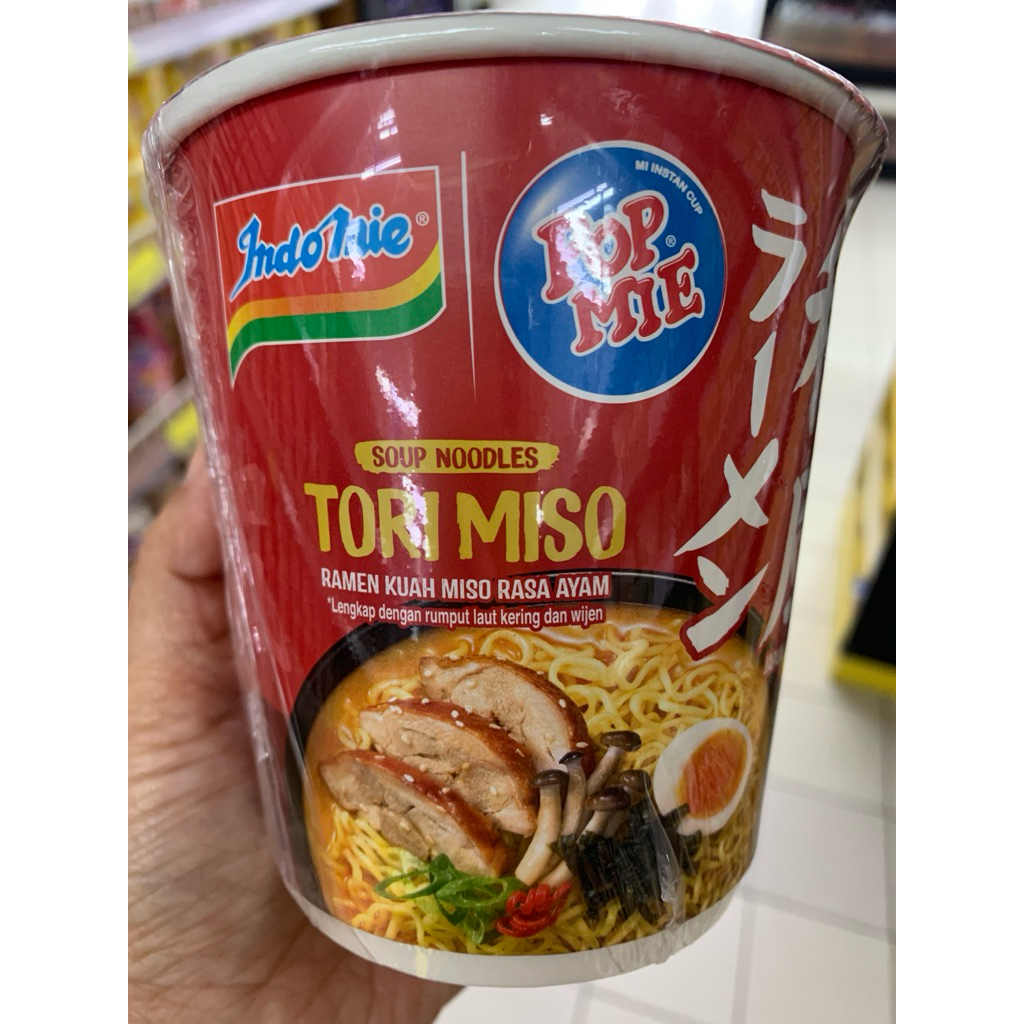 Indomie®
MI INSTAN CUP
POP
MIE®
ラーメン
SOUP NOODLES
TORI MISO
RAMEN KUAH MISO RASA AYAM
*Lengkap dengan rumput laut kering dan wijen